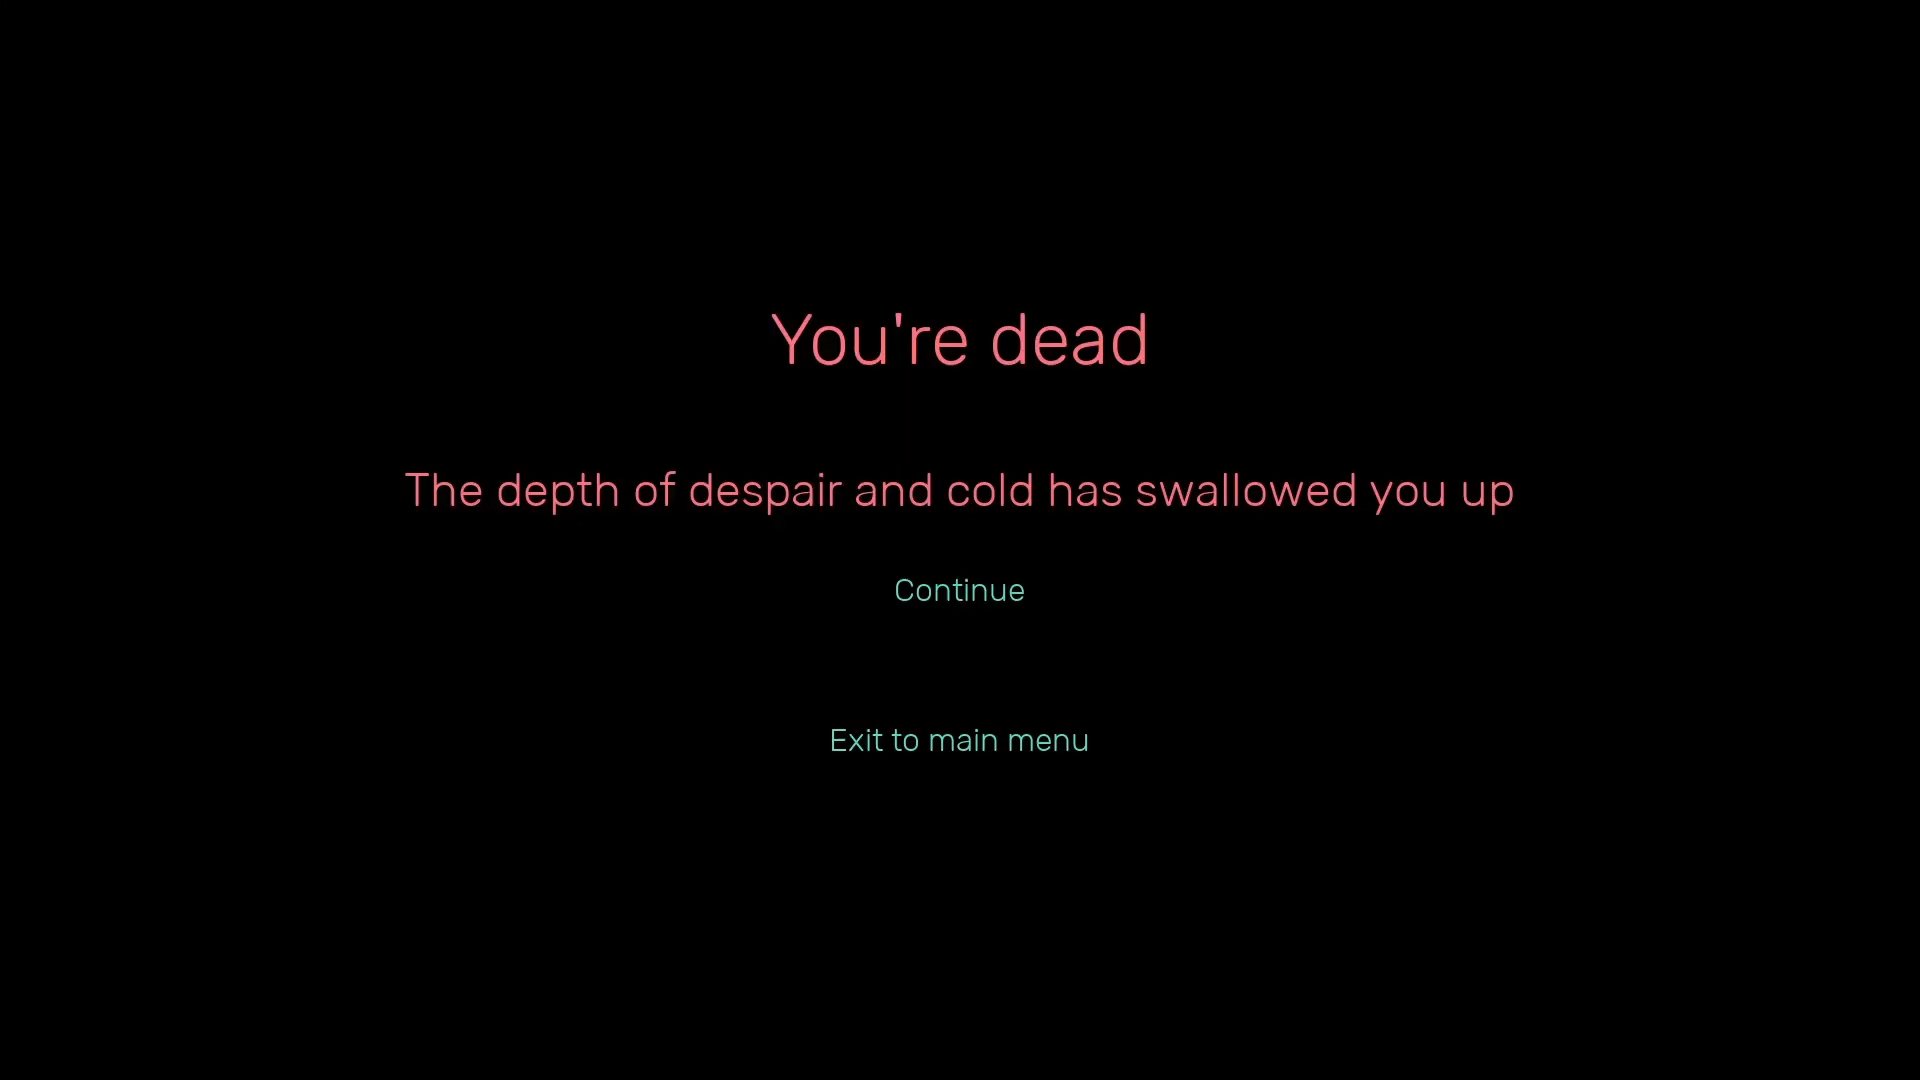 You're dead
The depth of despair and cold has swallowed you up
Continue
Exit to main menu